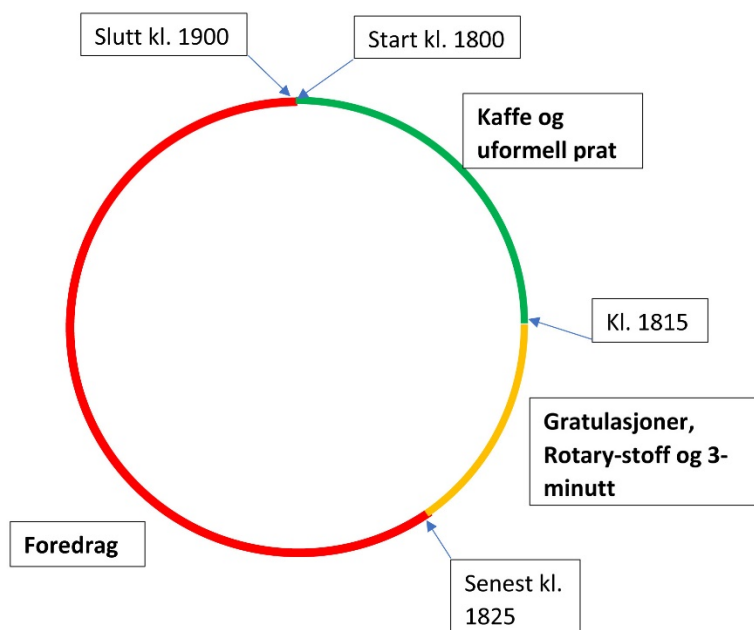 Slutt kl. 1900
Start kl. 1800
Kaffe og
uformell prat
Kl. 1815
Gratulasjoner,
Rotary-stoff og 3-
minutt
Foredrag
Senest kl.
1825